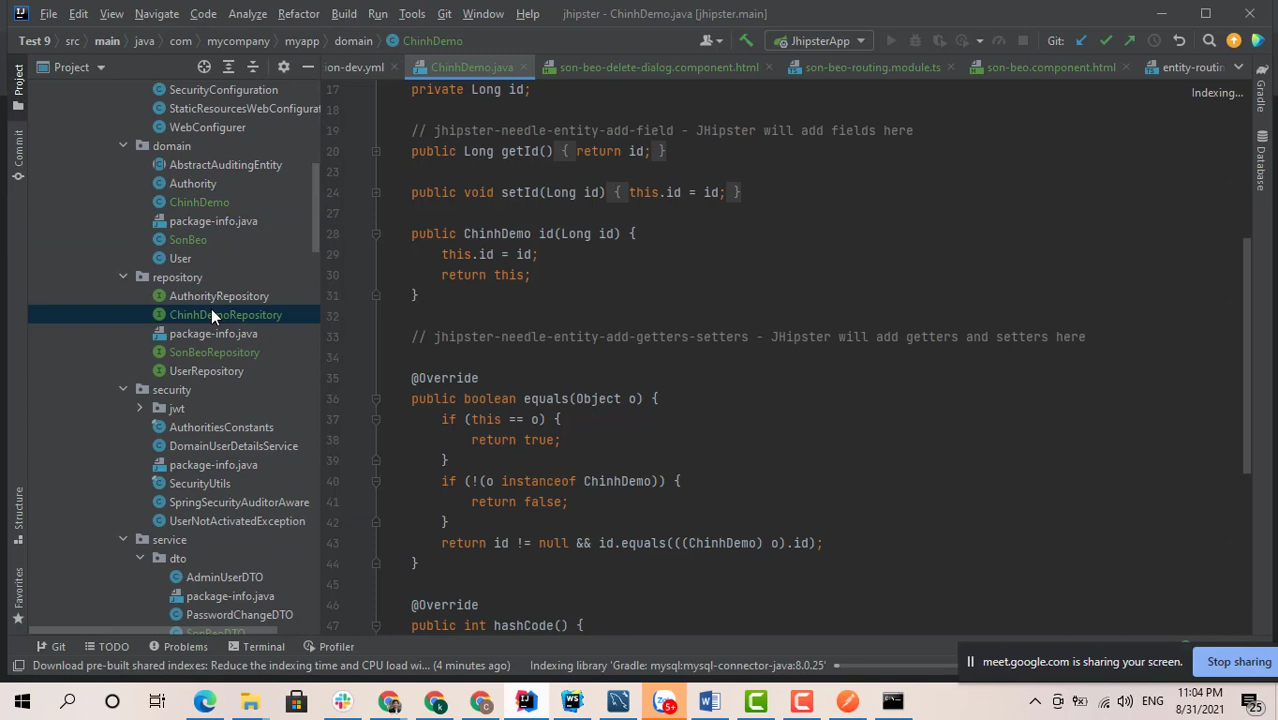 File Edit View Navigate Code Analyze Refactor Build Run Tools Git Window Help jhipster - ChinhDemo.java [jhipster.main]
Test 9 src main java com mycompany myapp domain ChinhDemo JhipsterApp Git:
Project ion-dev.yml ChinhDemo.java son-beo-delete-dialog.component.html son-beo-routing.module.ts son-beo.component.html entity-routin
Project
Commit
Structure
Favorites
SecurityConfiguration
StaticResourcesWebConfigurat
WebConfigurer
domain
AbstractAuditingEntity
Authority
ChinhDemo
package-info.java
SonBeo
User
repository
AuthorityRepository
ChinhDemoRepository
package-info.java
SonBeoRepository
UserRepository
security
jwt
AuthoritiesConstants
DomainUserDetailsService
package-info.java
SecurityUtils
SpringSecurityAuditorAware
UserNotActivatedException
service
dto
AdminUserDTO
package-info.java
PasswordChangeDTO
SonBeoDTO
17 private Long id;
18
19 // jhipster-needle-entity-add-field - JHipster will add fields here
20 public Long getId() { return id; }
24 public void setId(Long id) { this.id = id; }
27
28 public ChinhDemo id(Long id) {
29 this.id = id;
30 return this;
31 }
32
33 // jhipster-needle-entity-add-getters-setters - JHipster will add getters and setters here
34
35 @Override
36 public boolean equals(Object o) {
37 if (this == o) {
38 return true;
39 }
40 if (!(o instanceof ChinhDemo)) {
41 return false;
42 }
43 return id != null && id.equals(((ChinhDemo) o).id);
44 }
45
46 @Override
47 public int hashCode() {
Indexing...
Gradle
Database
Git TODO Problems Terminal Profiler
Download pre-built shared indexes: Reduce the indexing time and CPU load wi... (4 minutes ago) Indexing library 'Gradle: mysql:mysql-connector-java:8.0.25'
meet.google.com is sharing your screen. Stop sharing
5+
ENG 11:04 AM
8/31/2021
25